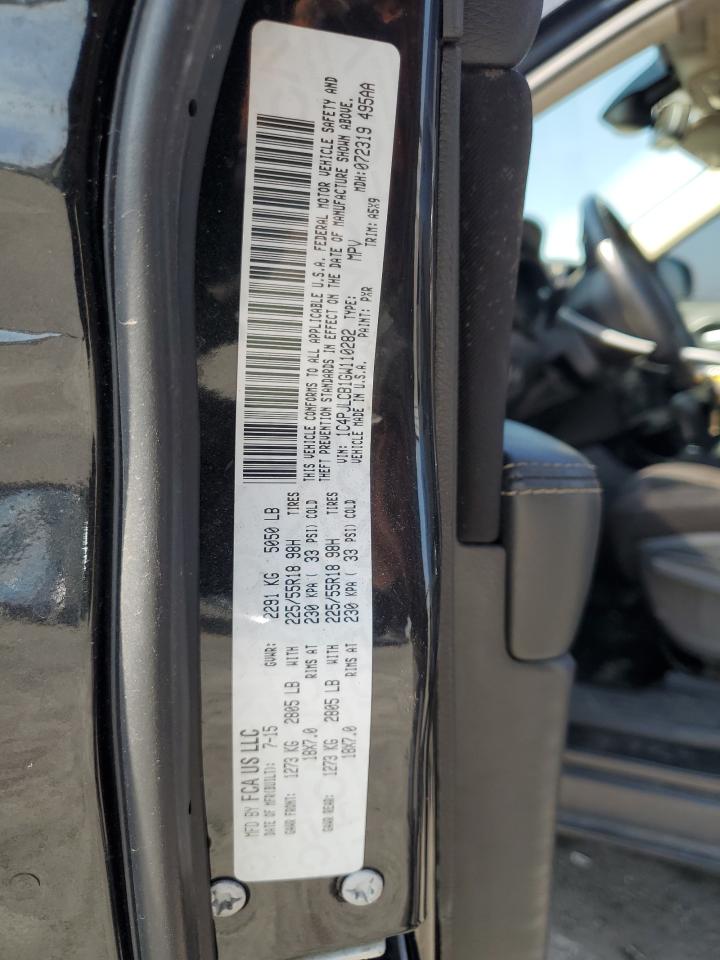 MFD BY FCA US LLC
DATE OF MFR(BUILT): 7-15 GVWR: 2291 KG 5050 LB
GAWR FRONT: 1273 KG 2805 LB WITH 225/55R18 98H TIRES
18X7.0 RIMS AT 230 KPA ( 33 PSI) COLD
GAWR REAR: 1273 KG 2805 LB WITH 225/55R18 98H TIRES
18X7.0 RIMS AT 230 KPA ( 33 PSI) COLD
THIS VEHICLE CONFORMS TO ALL APPLICABLE U.S.A. FEDERAL MOTOR VEHICLE SAFETY AND
THEFT PREVENTION STANDARDS IN EFFECT ON THE DATE OF MANUFACTURE SHOWN ABOVE.
VIN: 1C4PJLCB1GW110282 TYPE: MPV MDH:072319 495AA
VEHICLE MADE IN U.S.A. PAINT: PXR TRIM: A5X9